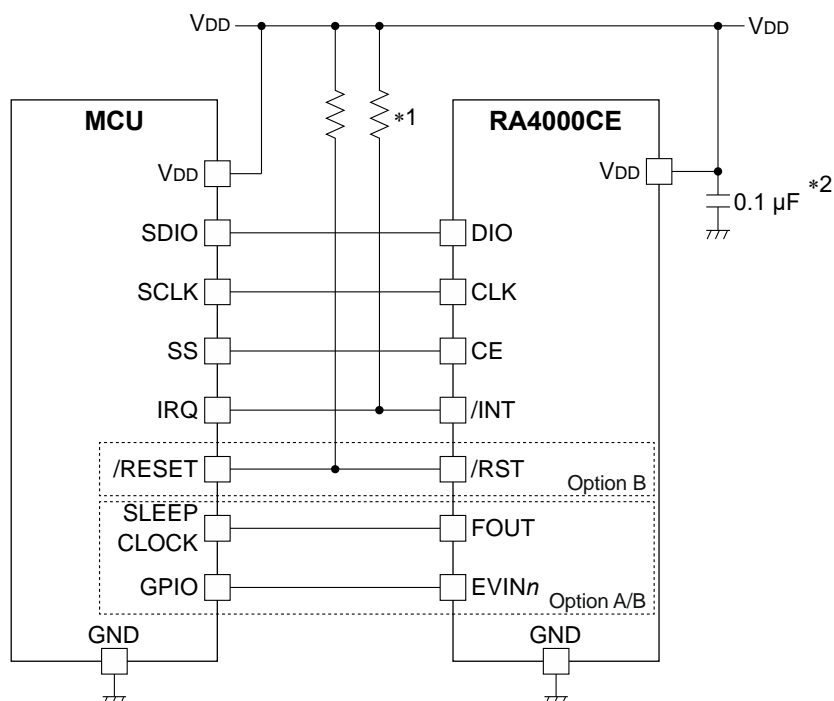 VDD VDD
MCU *1 RA4000CE
VDD VDD
0.1 µF *2
SDIO DIO
SCLK CLK
SS CE
IRQ /INT
/RESET /RST
Option B
SLEEP
CLOCK FOUT
GPIO EVINn
Option A/B
GND GND